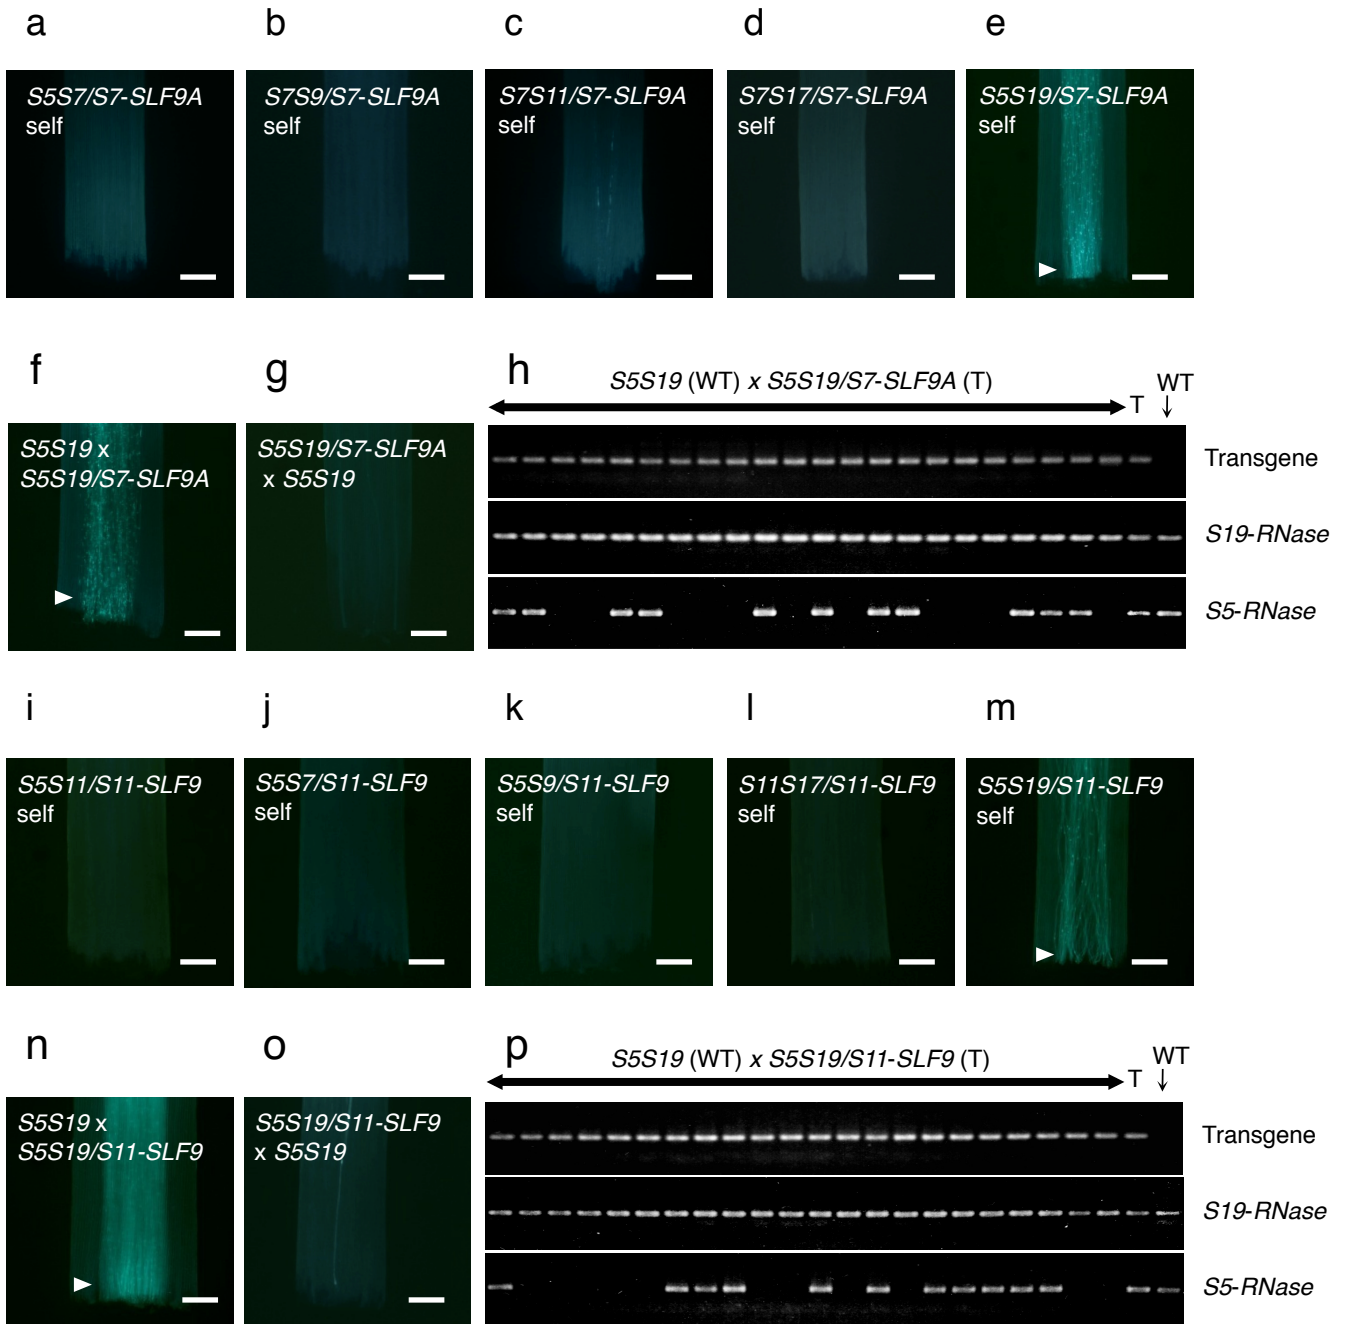 a
b
c
d
e
S5S7/S7-SLF9A
self
S7S9/S7-SLF9A
self
S7S11/S7-SLF9A
self
S7S17/S7-SLF9A
self
S5S19/S7-SLF9A
self
f
g
h
S5S19 x
S5S19/S7-SLF9A
S5S19/S7-SLF9A
x S5S19
S5S19 (WT) x S5S19/S7-SLF9A (T)
T
WT
Transgene
S19-RNase
S5-RNase
i
j
k
l
m
S5S11/S11-SLF9
self
S5S7/S11-SLF9
self
S5S9/S11-SLF9
self
S11S17/S11-SLF9
self
S5S19/S11-SLF9
self
n
o
p
S5S19 x
S5S19/S11-SLF9
S5S19/S11-SLF9
x S5S19
S5S19 (WT) x S5S19/S11-SLF9 (T)
T
WT
Transgene
S19-RNase
S5-RNase